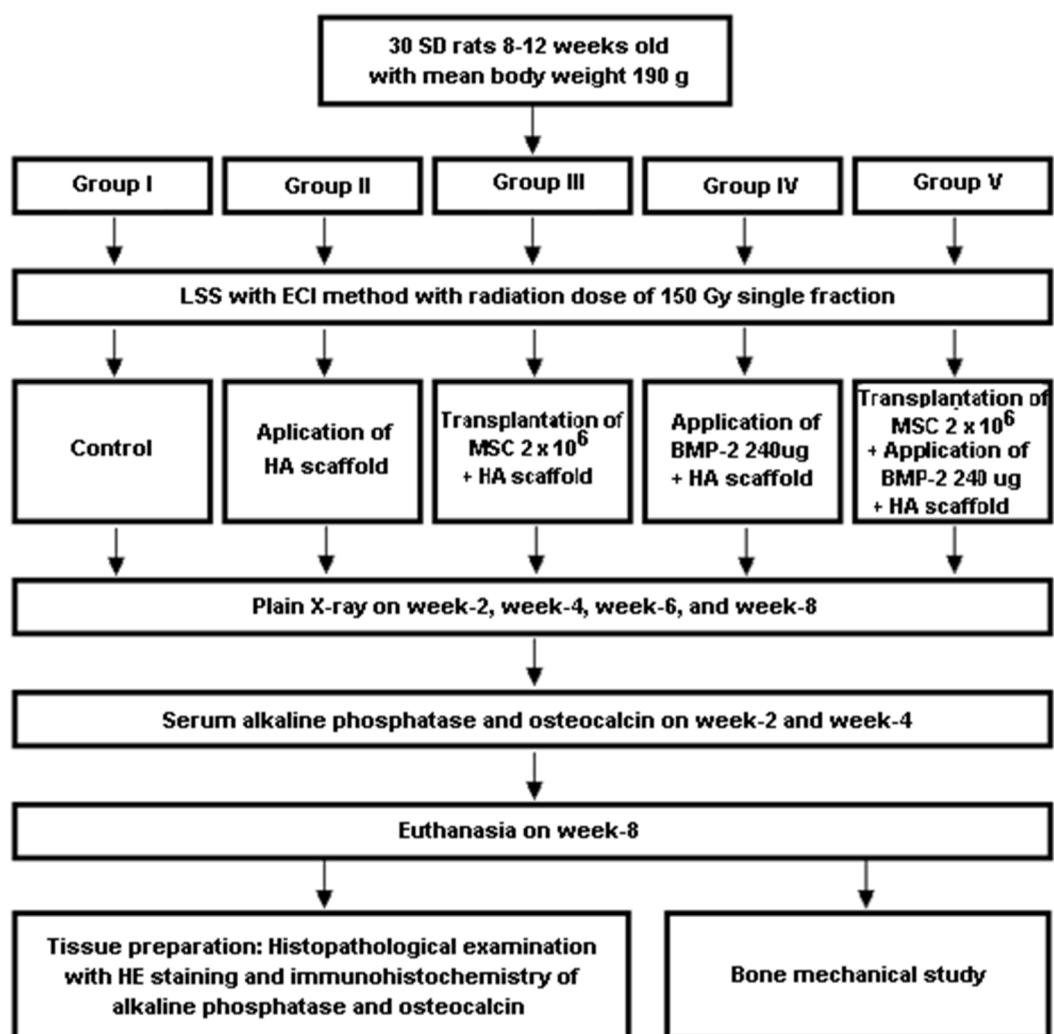 30 SD rats 8-12 weeks old
with mean body weight 190 g
Group I
Group II
Group III
Group IV
Group V
LSS with ECI method with radiation dose of 150 Gy single fraction
Control
Aplication of
HA scaffold
Transplantation of
MSC 2 x 10⁶
+ HA scaffold
Application of
BMP-2 240ug
+ HA scaffold
Transplantation of
MSC 2 x 10⁶
+ Application of
BMP-2 240 ug
+ HA scaffold
Plain X-ray on week-2, week-4, week-6, and week-8
Serum alkaline phosphatase and osteocalcin on week-2 and week-4
Euthanasia on week-8
Tissue preparation: Histopathological examination
with HE staining and immunohistochemistry of
alkaline phosphatase and osteocalcin
Bone mechanical study